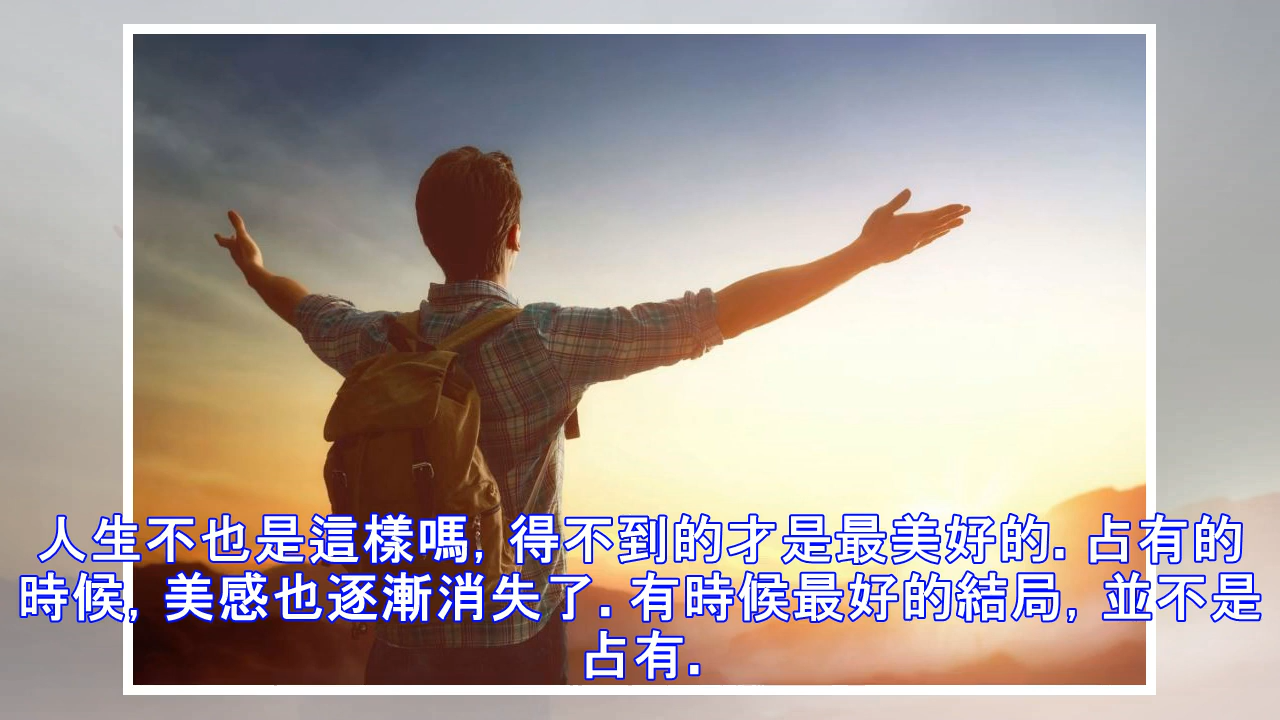 人生不也是這樣嗎, 得不到的才是最美好的. 占有的
時候, 美感也逐漸消失了. 有時候最好的結局, 並不是
占有.